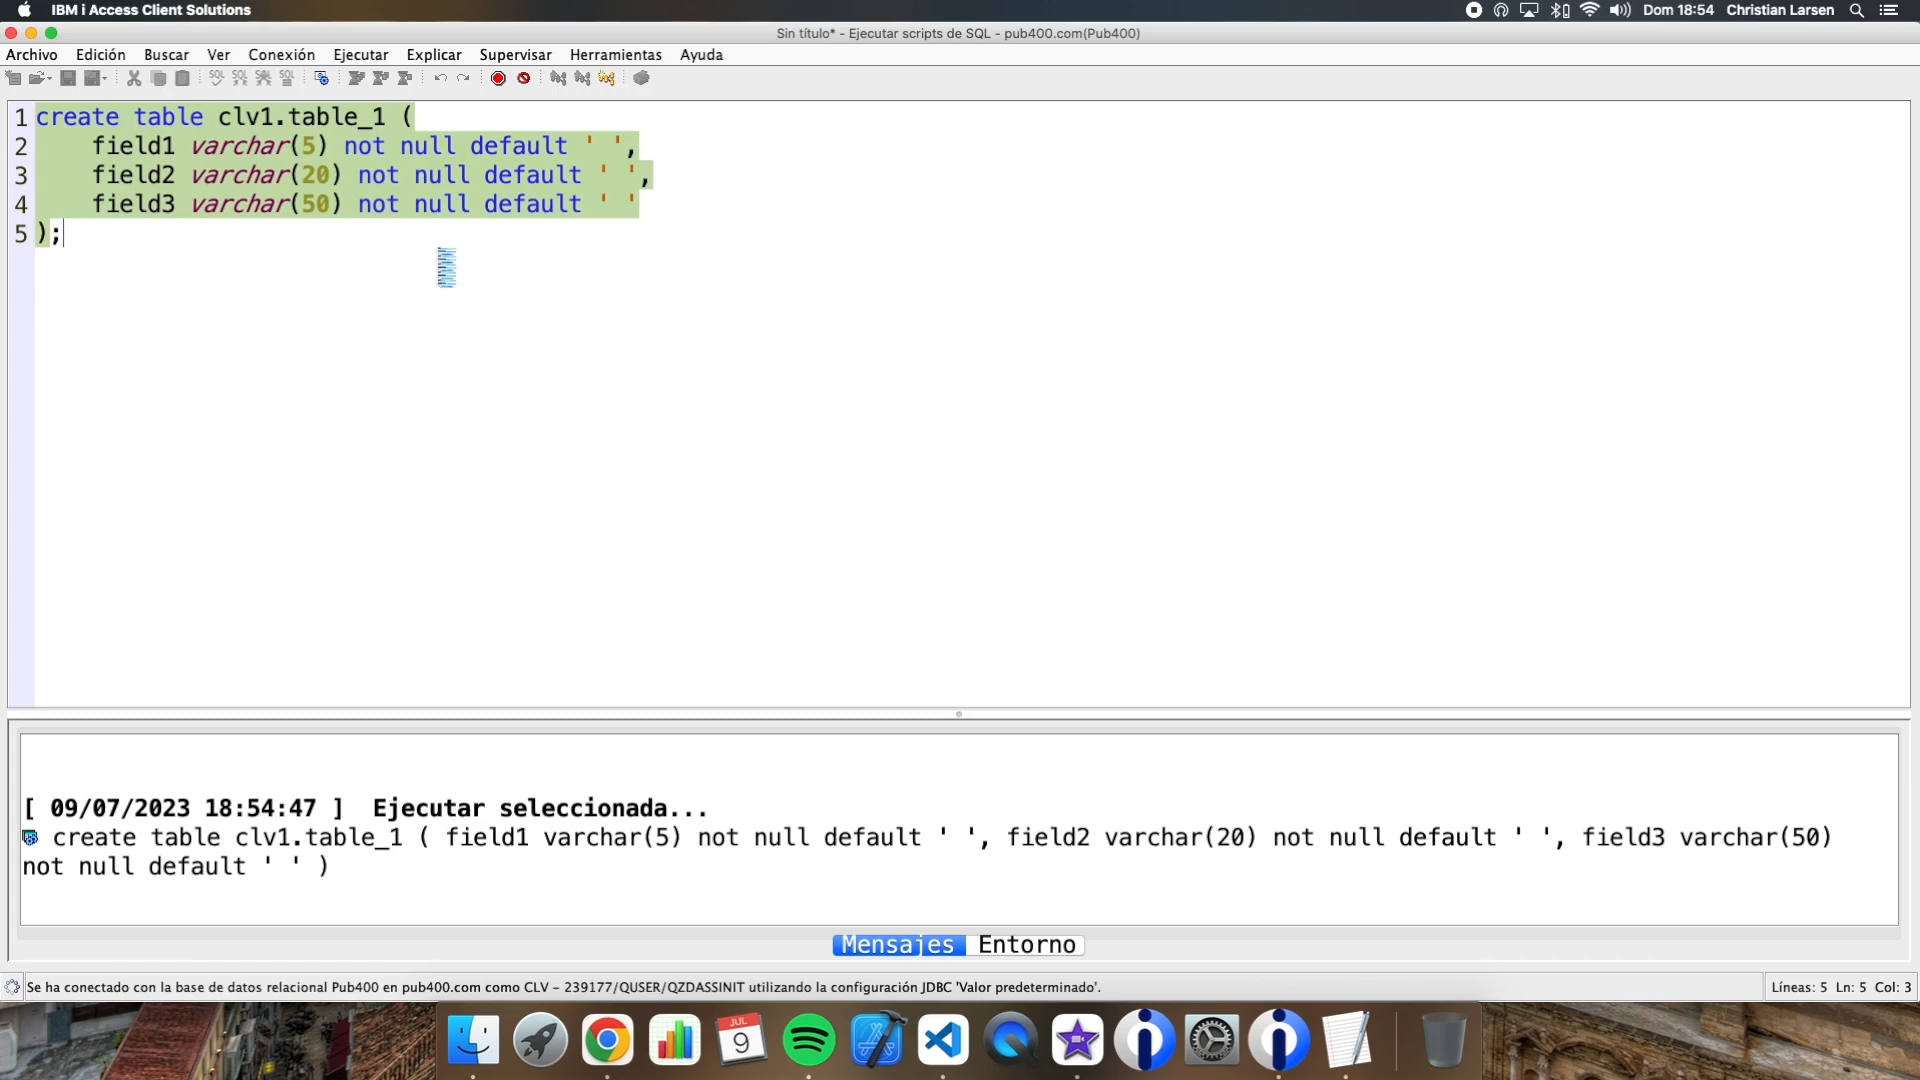 IBM i Access Client Solutions
Dom 18:54 Christian Larsen
Sin título* - Ejecutar scripts de SQL - pub400.com(Pub400)
Archivo Edición Buscar Ver Conexión Ejecutar Explicar Supervisar Herramientas Ayuda
1 create table clv1.table_1 (
2 field1 varchar(5) not null default ' ',
3 field2 varchar(20) not null default ' ',
4 field3 varchar(50) not null default ' '
5 );
[ 09/07/2023 18:54:47 ] Ejecutar seleccionada...
create table clv1.table_1 ( field1 varchar(5) not null default ' ', field2 varchar(20) not null default ' ', field3 varchar(50)
not null default ' ' )
Mensajes Entorno
Se ha conectado con la base de datos relacional Pub400 en pub400.com como CLV - 239177/QUSER/QZDASSINIT utilizando la configuración JDBC 'Valor predeterminado'.
Líneas: 5 Ln: 5 Col: 3
JUL
9